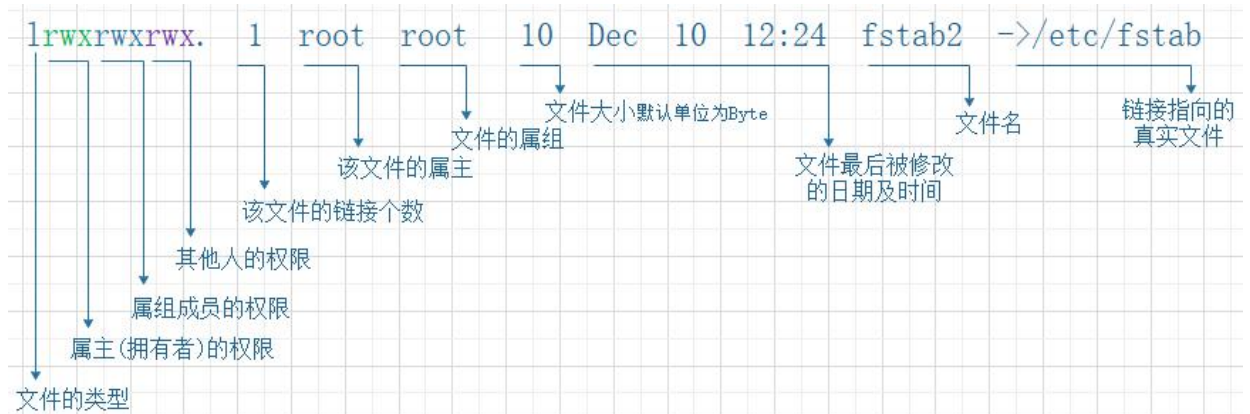 lrwxrwxrwx. 1 root root 10 Dec 10 12:24 fstab2 ->/etc/fstab
文件大小默认单位为Byte
链接指向的
真实文件
文件名
文件的属组
该文件的属主
文件最后被修改
的日期及时间
该文件的链接个数
其他人的权限
属组成员的权限
属主(拥有者)的权限
文件的类型